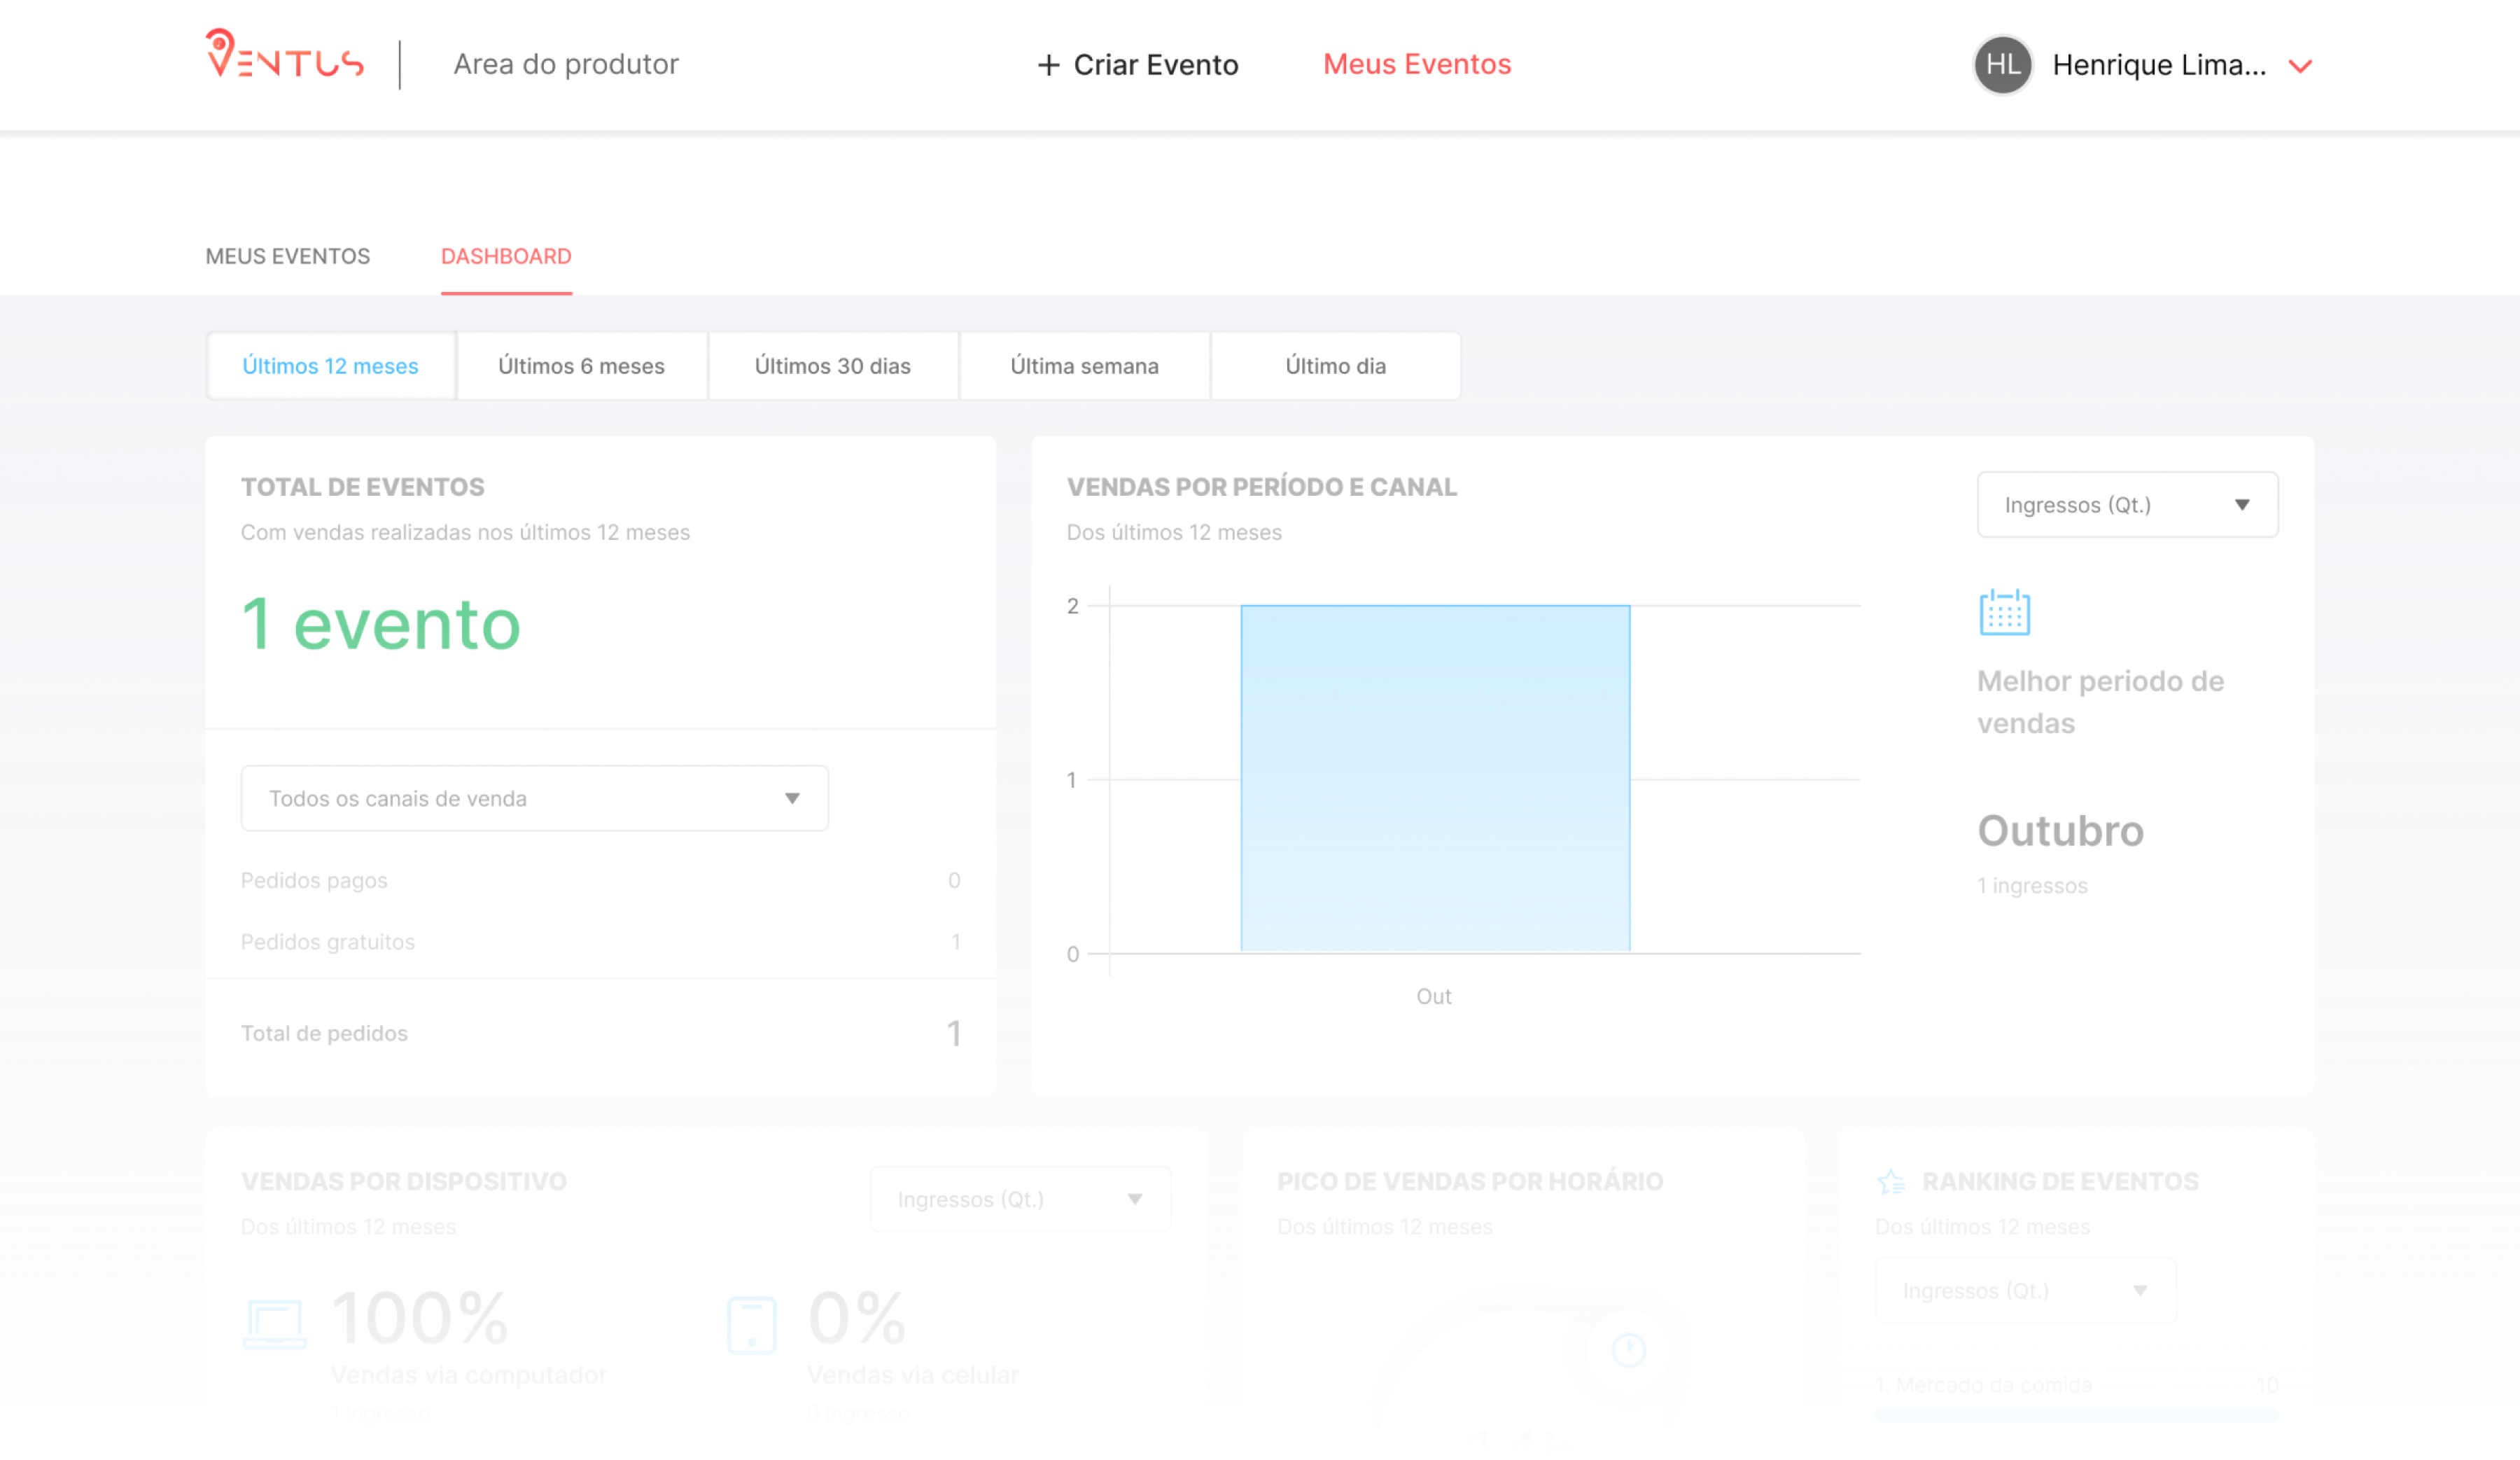 VENTUS
Area do produtor
+ Criar Evento
Meus Eventos
HL
Henrique Lima...
MEUS EVENTOS
DASHBOARD
Últimos 12 meses
Últimos 6 meses
Últimos 30 dias
Última semana
Último dia
TOTAL DE EVENTOS
Com vendas realizadas nos últimos 12 meses
1 evento
Todos os canais de venda
Pedidos pagos 0
Pedidos gratuitos 1
Total de pedidos 1
VENDAS POR PERÍODO E CANAL
Dos últimos 12 meses
Ingressos (Qt.)
2
1
0
Out
Melhor periodo de
vendas
Outubro
1 ingressos
VENDAS POR DISPOSITIVO
Dos últimos 12 meses
Ingressos (Qt.)
100%
Vendas via computador
1 ingresso
0%
Vendas via celular
0 ingresso
PICO DE VENDAS POR HORÁRIO
Dos últimos 12 meses
RANKING DE EVENTOS
Dos últimos 12 meses
Ingressos (Qt.)
1. Mercado da comida 10